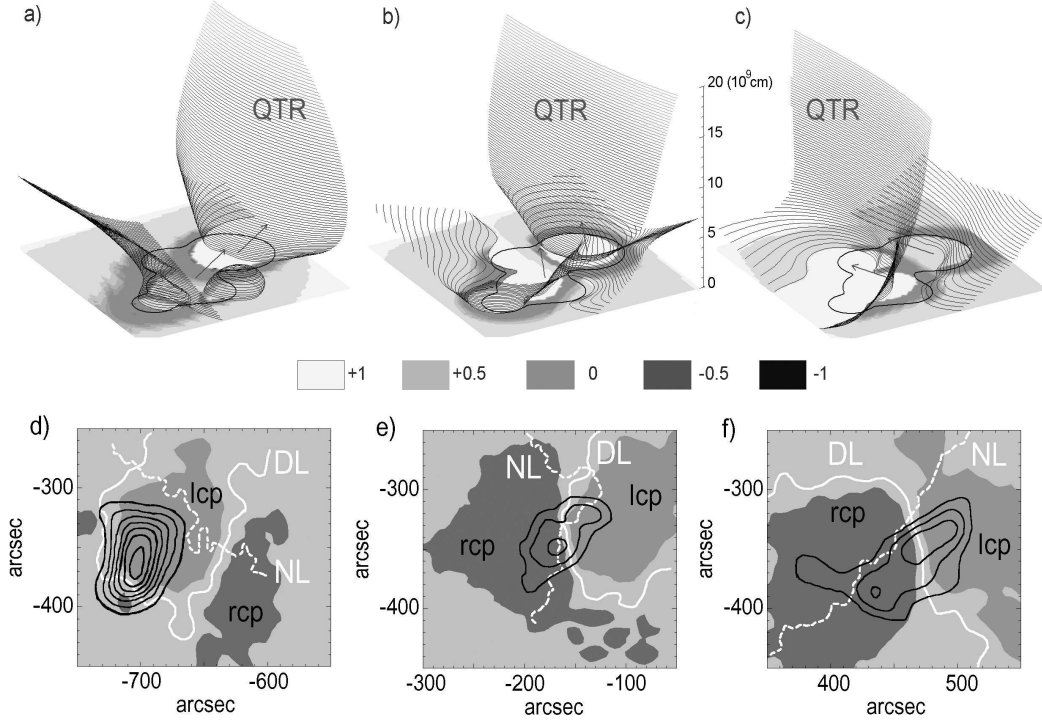 a)
b)
c)
QTR
QTR
QTR
20 (10⁹cm)
15
10
5
0
+1
+0.5
0
-0.5
-1
d)
e)
f)
DL
lcp
NL
rcp
NL
DL
lcp
rcp
DL
NL
rcp
lcp
-300
-400
arcsec
-700
-600
arcsec
-300
-400
arcsec
-300
-200
-100
arcsec
-300
-400
arcsec
400
500
arcsec